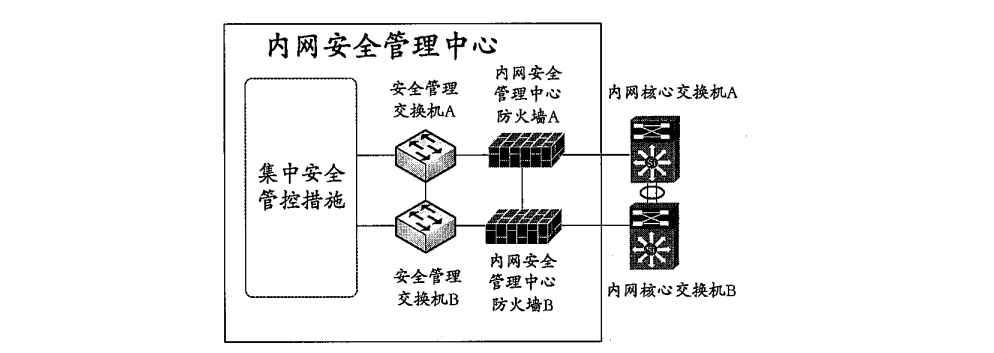 内网安全管理中心
安全管理
交换机A
内网安全
管理中心
防火墙A
内网核心交换机A
集中安全
管控措施
安全管理
交换机B
内网安全
管理中心
防火墙B
内网核心交换机B